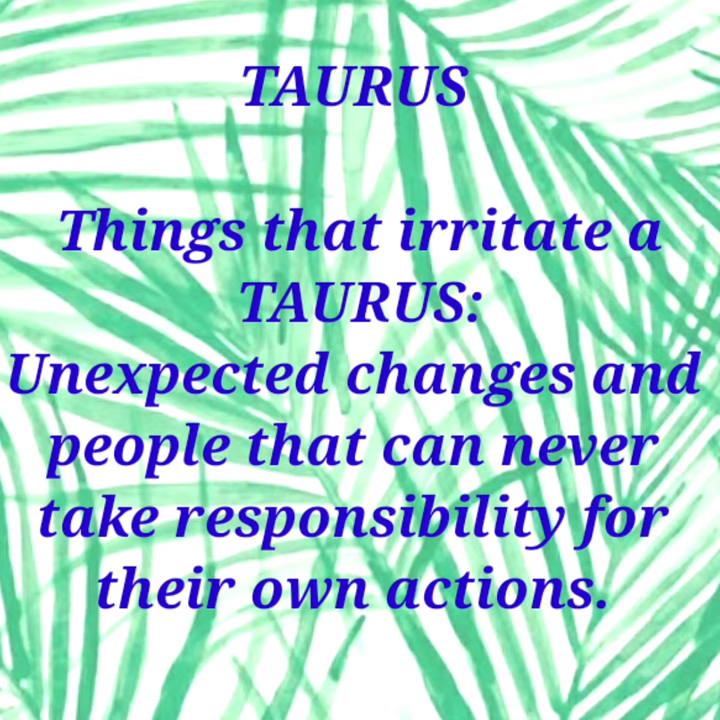 TAURUS
Things that irritate a
TAURUS:
Unexpected changes and
people that can never
take responsibility for
their own actions.